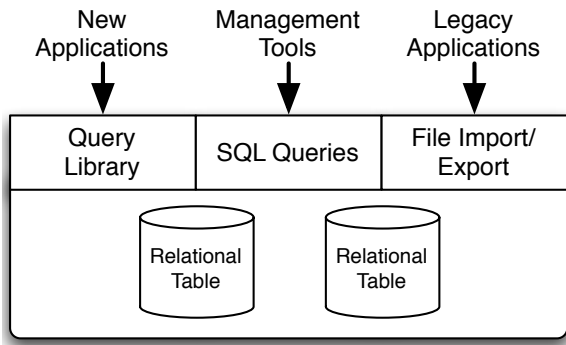 New
Applications
Management
Tools
Legacy
Applications
Query
Library
SQL Queries
File Import/
Export
Relational
Table
Relational
Table